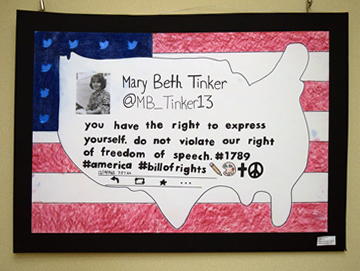 Mary Beth Tinker
@MB_Tinker13
you have the right to express
yourself. do not violate our right
of freedom of speech. #1789
#america #billofrights